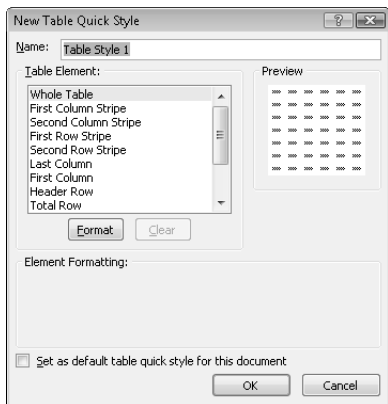 New Table Quick Style
Name: Table Style 1
Table Element:
Preview
Whole Table
First Column Stripe
Second Column Stripe
First Row Stripe
Second Row Stripe
Last Column
First Column
Header Row
Total Row
Format
Clear
Element Formatting:
Set as default table quick style for this document
OK
Cancel